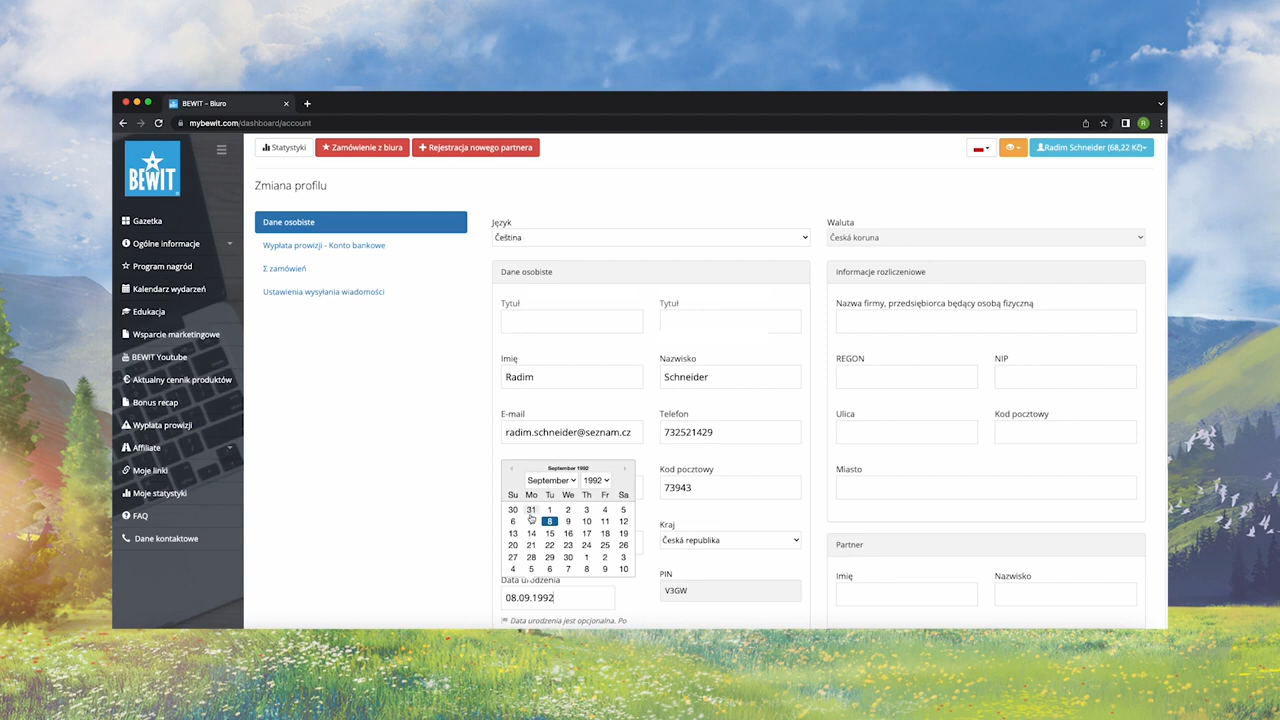 BEWIT – Biuro
mybewit.com/dashboard/account
R
BEWIT
Statystyki
Zamówienie z biura
Rejestracja nowego partnera
Radim Schneider (68,22 Kč)
Gazetka
Ogólne informacje
Program nagród
Kalendarz wydarzeń
Edukacja
Wsparcie marketingowe
BEWIT Youtube
Aktualny cennik produktów
Bonus recap
Wypłata prowizji
Affiliate
Moje linki
Moje statystyki
FAQ
Dane kontaktowe
Zmiana profilu
Dane osobiste
Wypłata prowizji - Konto bankowe
Σ zamówień
Ustawienia wysyłania wiadomości
Język
Čeština
Waluta
Česká koruna
Dane osobiste
Tytuł
Tytuł
Imię
Nazwisko
Radim
Schneider
E-mail
Telefon
radim.schneider@seznam.cz
732521429
September 1992
September
1992
Su Mo Tu We Th Fr Sa
30 31 1 2 3 4 5
6 8 9 10 11 12
13 14 15 16 17 18 19
20 21 22 23 24 25 26
27 28 29 30 1 2 3
4 5 6 7 8 9 10
Kod pocztowy
73943
Kraj
Česká republika
Data urodzenia
08.09.1992
PIN
V3GW
Data urodzenia jest opcjonalna. Po
Informacje rozliczeniowe
Nazwa firmy, przedsiębiorca będący osobą fizyczną
REGON
NIP
Ulica
Kod pocztowy
Miasto
Partner
Imię
Nazwisko